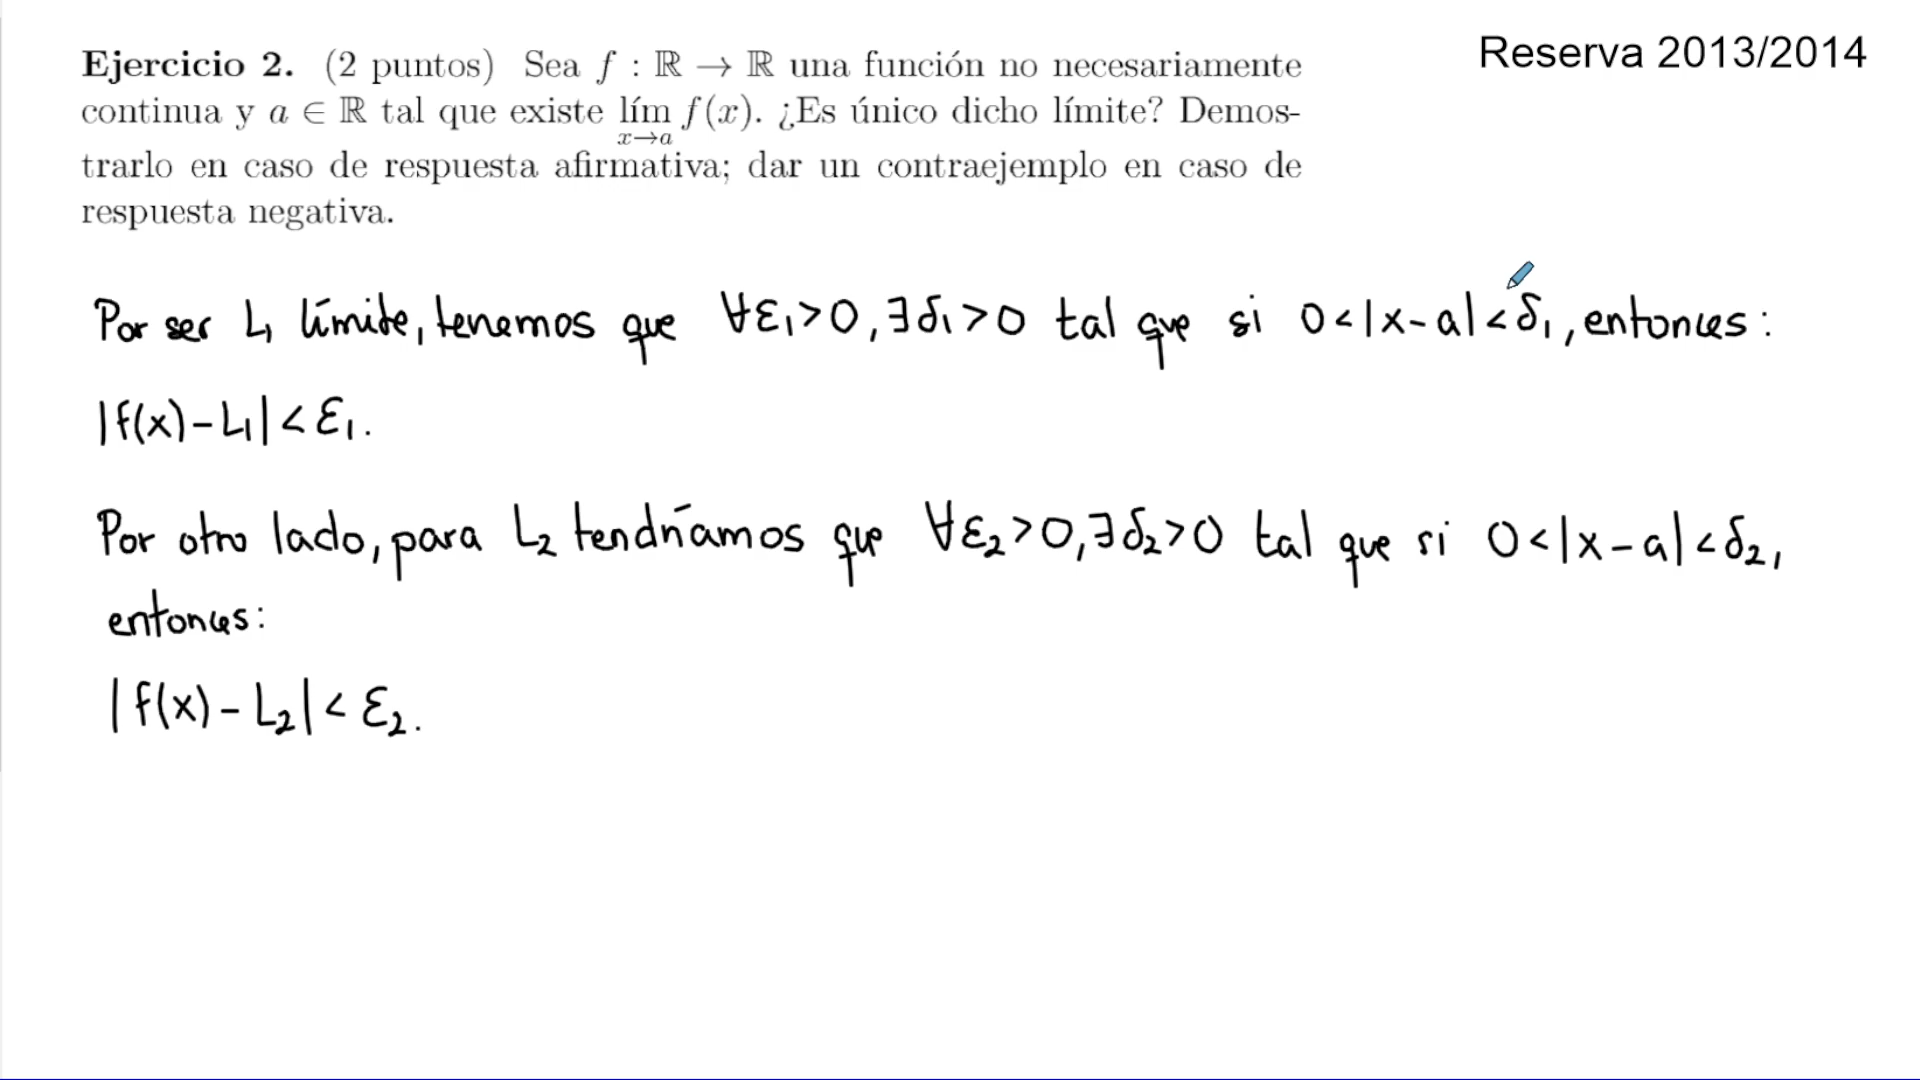 Ejercicio 2. (2 puntos) Sea f : ℝ → ℝ una función no necesariamente
Reserva 2013/2014
continua y a ∈ ℝ tal que existe lím f(x). ¿Es único dicho límite? Demos-
x→a
trarlo en caso de respuesta afirmativa; dar un contraejemplo en caso de
respuesta negativa.
Por ser L₁ límite, tenemos que ∀ε₁>0, ∃δ₁>0 tal que si 0<|x-a|<δ₁, entonces:
|f(x)-L₁|<ε₁.
Por otro lado, para L₂ tendríamos que ∀ε₂>0, ∃δ₂>0 tal que si 0<|x-a|<δ₂,
entonces:
|f(x)-L₂|<ε₂.